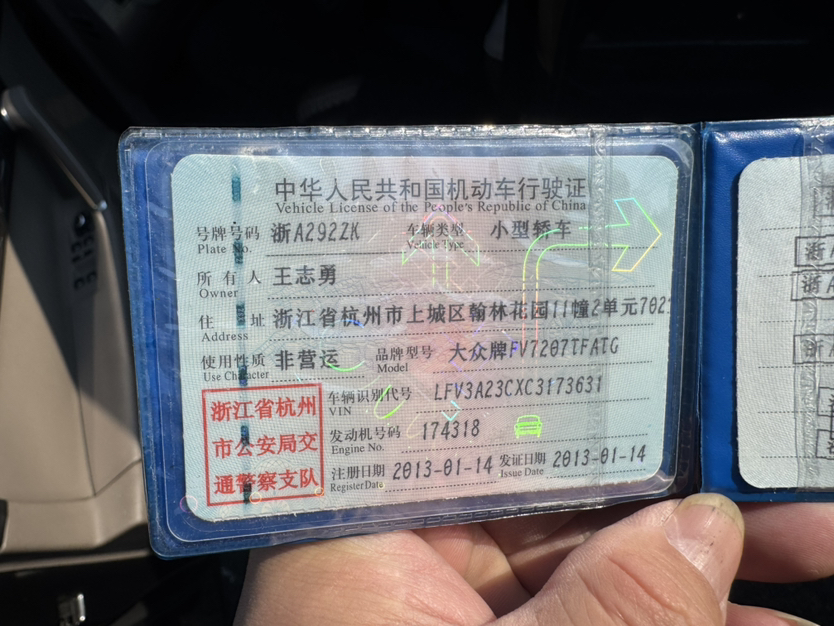 中华人民共和国机动车行驶证
Vehicle License of the People's Republic of China
号牌号码 浙A292ZK 车辆类型 小型轿车
Plate No. Vehicle Type
所有人 王志勇
Owner
住址 浙江省杭州市上城区翰林花园11幢2单元702
Address
使用性质 非营运 品牌型号 大众牌FV7207TFATG
Use Character Model
浙江省杭州
市公安局交
通警察支队
车辆识别代号 LFV3A23CXC3173631
VIN
发动机号码 174318
Engine No.
注册日期 2013-01-14 发证日期 2013-01-14
Register Date Issue Date